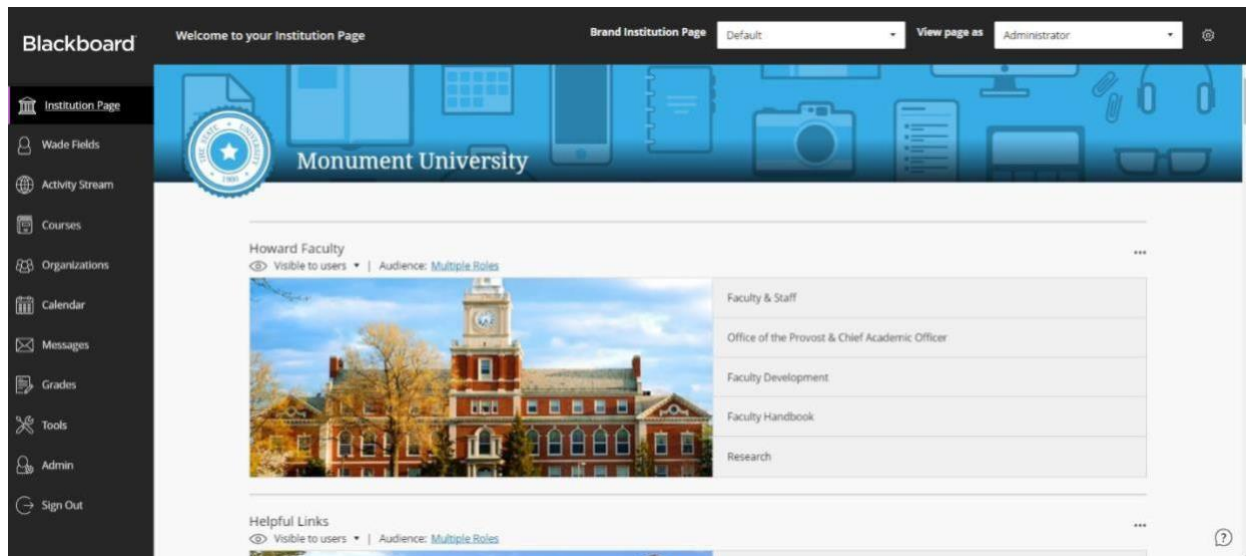 Blackboard
Welcome to your Institution Page
Brand Institution Page
Default
View page as
Administrator
Institution Page
Wade Fields
Activity Stream
Courses
Organizations
Calendar
Messages
Grades
Tools
Admin
Sign Out
THE STATE UNIVERSITY
Monument University
Howard Faculty
Visible to users | Audience: Multiple Roles
Faculty & Staff
Office of the Provost & Chief Academic Officer
Faculty Development
Faculty Handbook
Research
Helpful Links
Visible to users | Audience: Multiple Roles